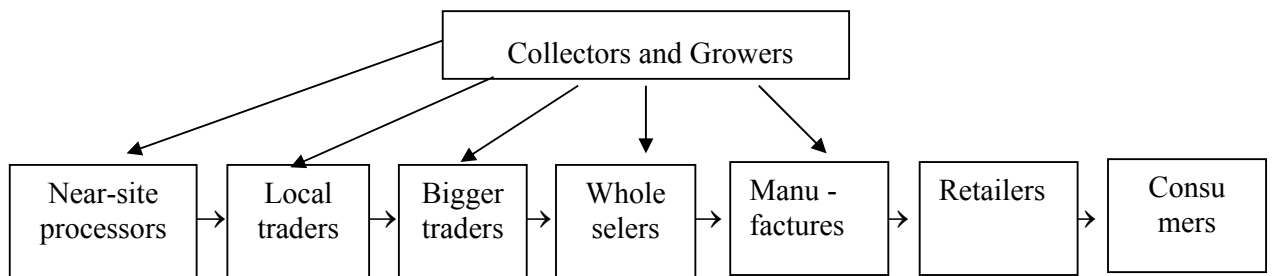 Collectors and Growers
Near-site
processors
Local
traders
Bigger
traders
Whole
selers
Manu -
factures
Retailers
Consu
mers